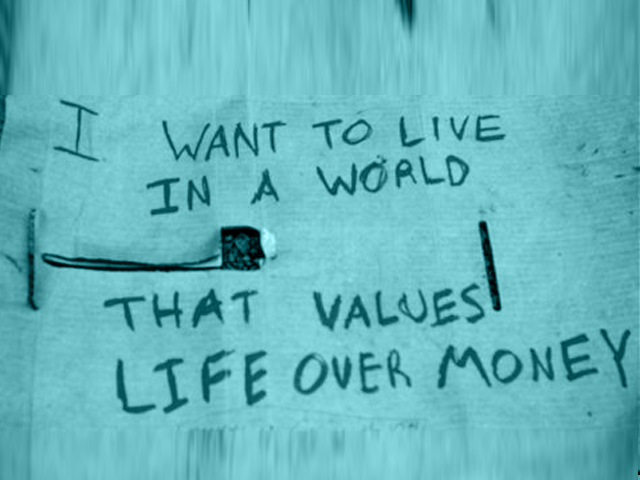 I WANT TO LIVE
IN A WORLD
THAT VALUES
LIFE OVER MONEY